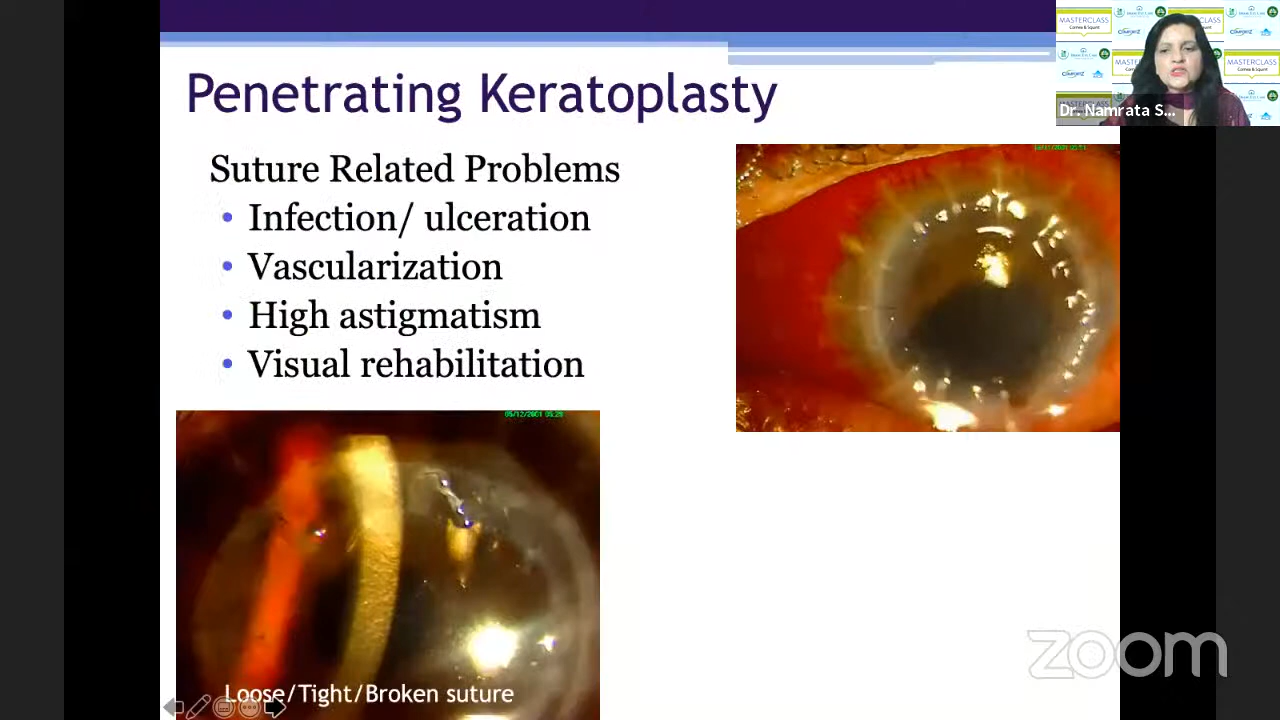 Penetrating Keratoplasty
Suture Related Problems
• Infection/ ulceration
• Vascularization
• High astigmatism
• Visual rehabilitation
Loose/Tight/Broken suture
MASTERCLASS
Dr. Namrata S...
zoom